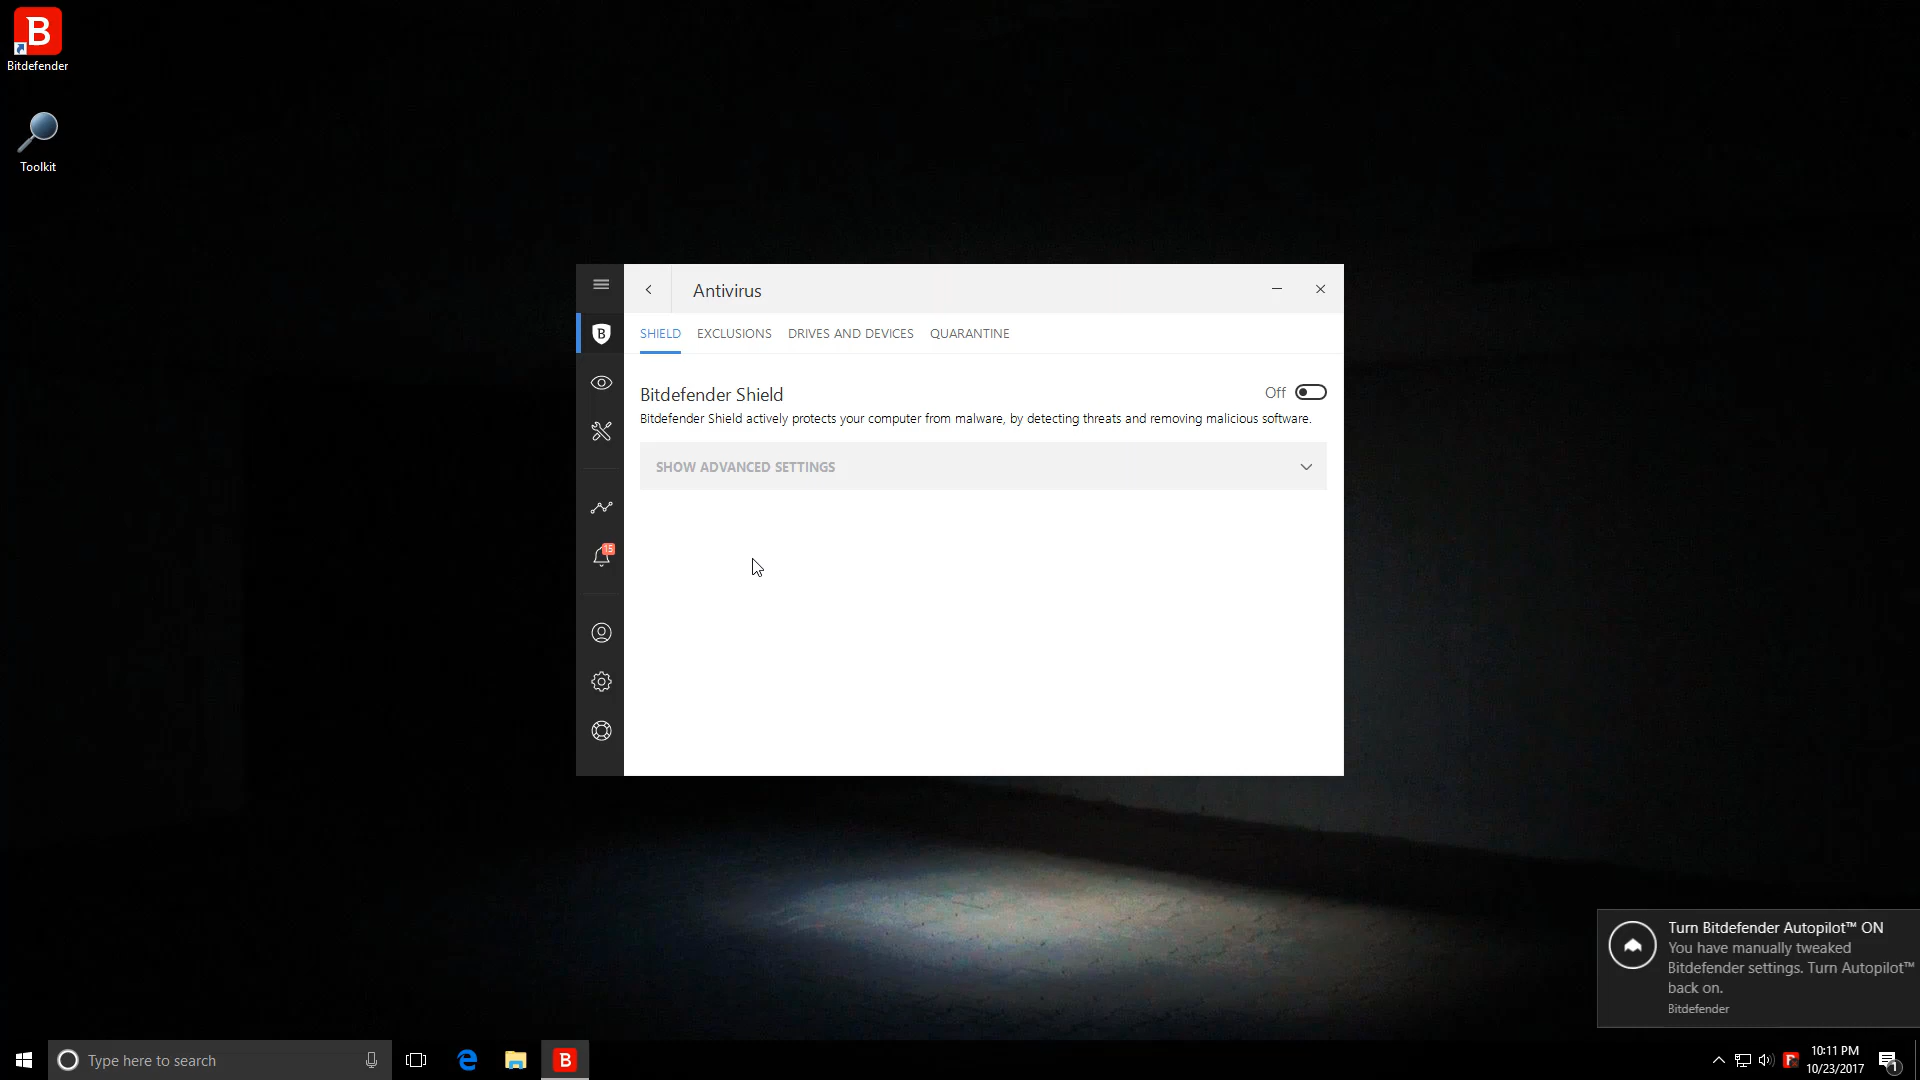 B
Bitdefender
Toolkit
Antivirus
SHIELD EXCLUSIONS DRIVES AND DEVICES QUARANTINE
B
Bitdefender Shield
Off
Bitdefender Shield actively protects your computer from malware, by detecting threats and removing malicious software.
SHOW ADVANCED SETTINGS
15
Turn Bitdefender Autopilot™ ON
You have manually tweaked
Bitdefender settings. Turn Autopilot™
back on.
Bitdefender
Type here to search
B
10:11 PM
10/23/2017
1